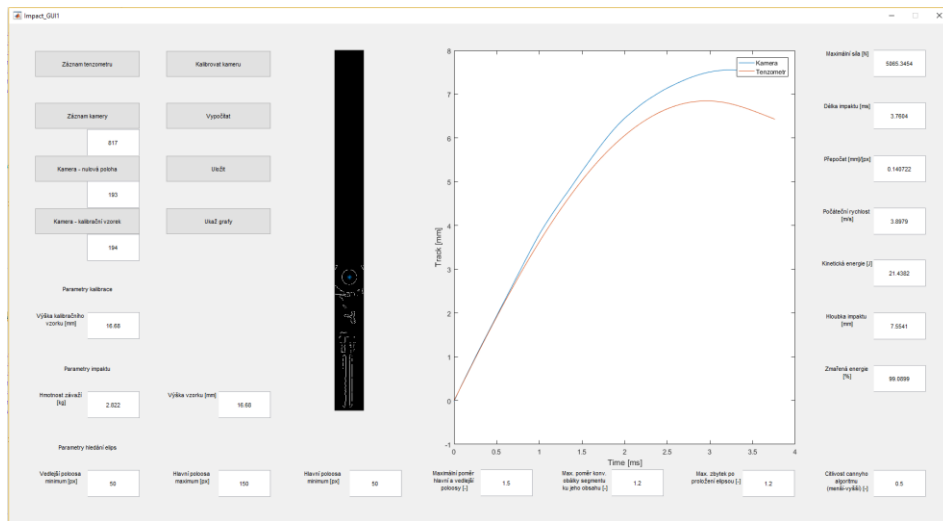 Impact_GUI1
Záznam tenzometru
Kalibrovat kameru
Záznam kamery
Vypočítat
817
Kamera - nulová poloha
Uložit
193
Kamera - kalibrační vzorek
Ukaž grafy
194
Parametry kalibrace
Výška kalibračního
vzorku [mm]
16.68
Parametry impaktu
Hmotnost závaží
[kg]
2.822
Výška vzorku [mm]
16.68
Parametry hledání elips
Vedlejší poloosa
minimum [px]
50
Hlavní poloosa
maximum [px]
150
Hlavní poloosa
minimum [px]
50
Maximální poměr
hlavní a vedlejší
poloosy [-]
1.5
Max. poměr konv.
obálky segmentu
ku jeho obsahu [-]
1.2
Max. zbytek po
proložení elipsou [-]
1.2
Citlivost cannyho
algoritmu
(menší-vyšší) [-]
0.5
Kamera
Tenzometr
Track [mm]
8
7
6
5
4
3
2
1
0
-1
0
0.5
1
1.5
2
2.5
3
3.5
4
Time [ms]
Maximální síla [N]
5085.3454
Délka impaktu [ms]
3.7604
Přepočet [mm]/[px]
0.140722
Počáteční rychlost
[m/s]
3.8979
Kinetická energie [J]
21.4382
Hloubka impaktu
[mm]
7.5541
Zmařená energie
[%]